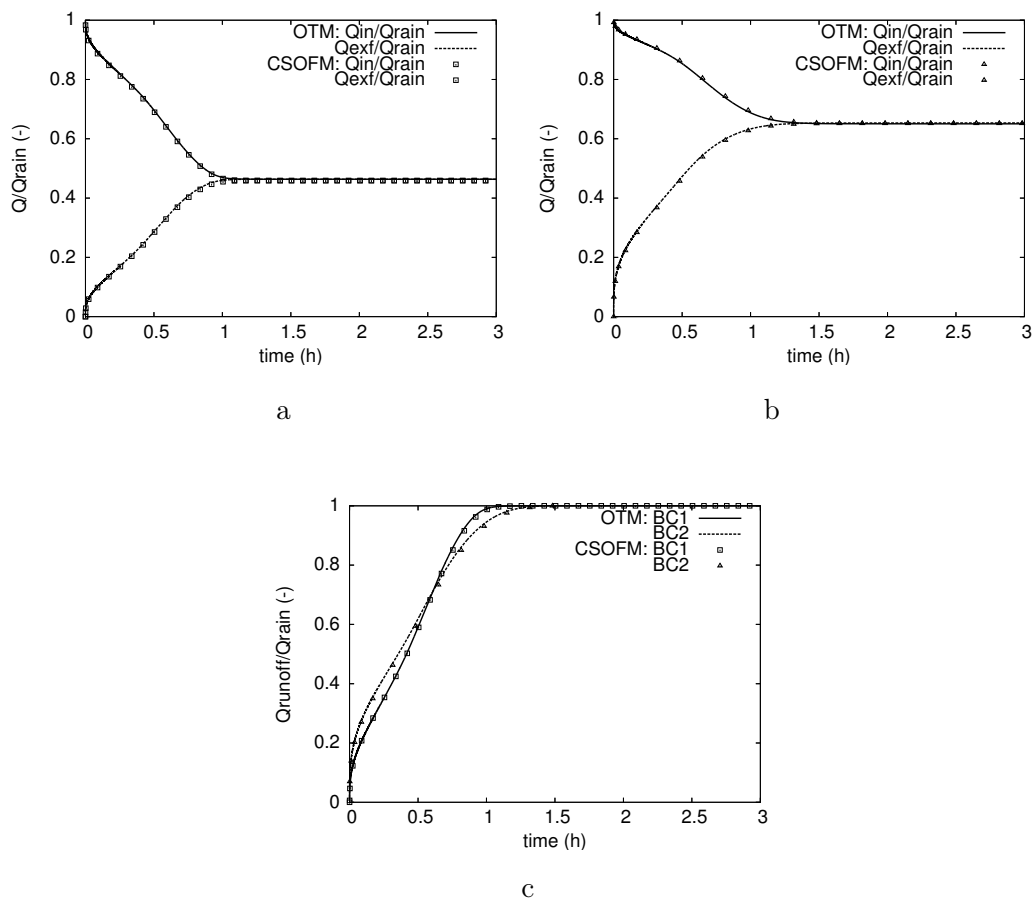 1
0.8
0.6
0.4
0.2
0
Q/Qrain (-)
OTM: Qin/Qrain
Qexf/Qrain
CSOFM: Qin/Qrain
Qexf/Qrain
0 0.5 1 1.5 2 2.5 3
time (h)
a
1
0.8
0.6
0.4
0.2
0
Q/Qrain (-)
OTM: Qin/Qrain
Qexf/Qrain
CSOFM: Qin/Qrain
Qexf/Qrain
0 0.5 1 1.5 2 2.5 3
time (h)
b
1
0.8
0.6
0.4
0.2
0
Qrunoff/Qrain (-)
OTM: BC1
BC2
CSOFM: BC1
BC2
0 0.5 1 1.5 2 2.5 3
time (h)
c